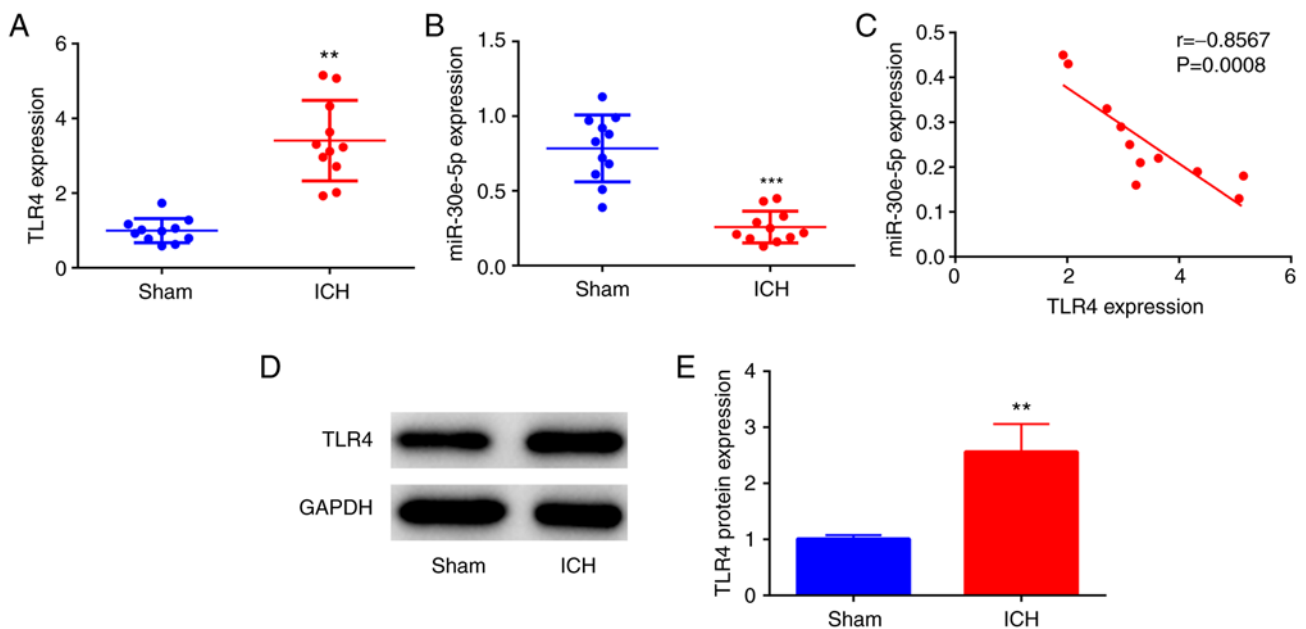 A
TLR4 expression
6
4
2
0
**
Sham
ICH
B
miR-30e-5p expression
1.5
1.0
0.5
0.0
***
Sham
ICH
C
miR-30e-5p expression
0.5
0.4
0.3
0.2
0.1
0.0
r=−0.8567
P=0.0008
0
2
4
6
TLR4 expression
D
TLR4
GAPDH
Sham
ICH
E
TLR4 protein expression
4
3
2
1
0
**
Sham
ICH